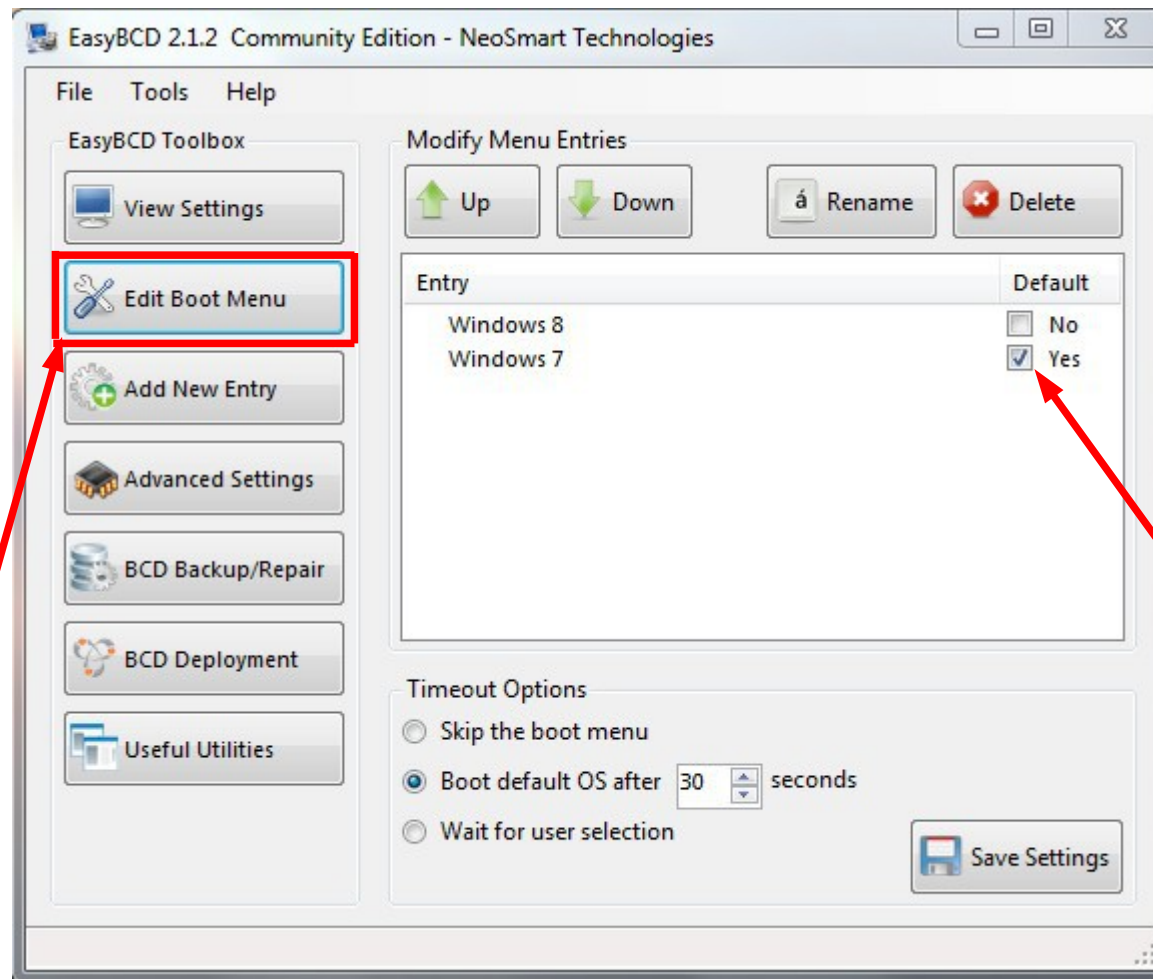 EasyBCD 2.1.2 Community Edition - NeoSmart Technologies
File Tools Help
EasyBCD Toolbox
View Settings
Edit Boot Menu
Add New Entry
Advanced Settings
BCD Backup/Repair
BCD Deployment
Useful Utilities
Modify Menu Entries
Up Down á Rename Delete
Entry Default
Windows 8 No
Windows 7 Yes
Timeout Options
Skip the boot menu
Boot default OS after 30 seconds
Wait for user selection
Save Settings